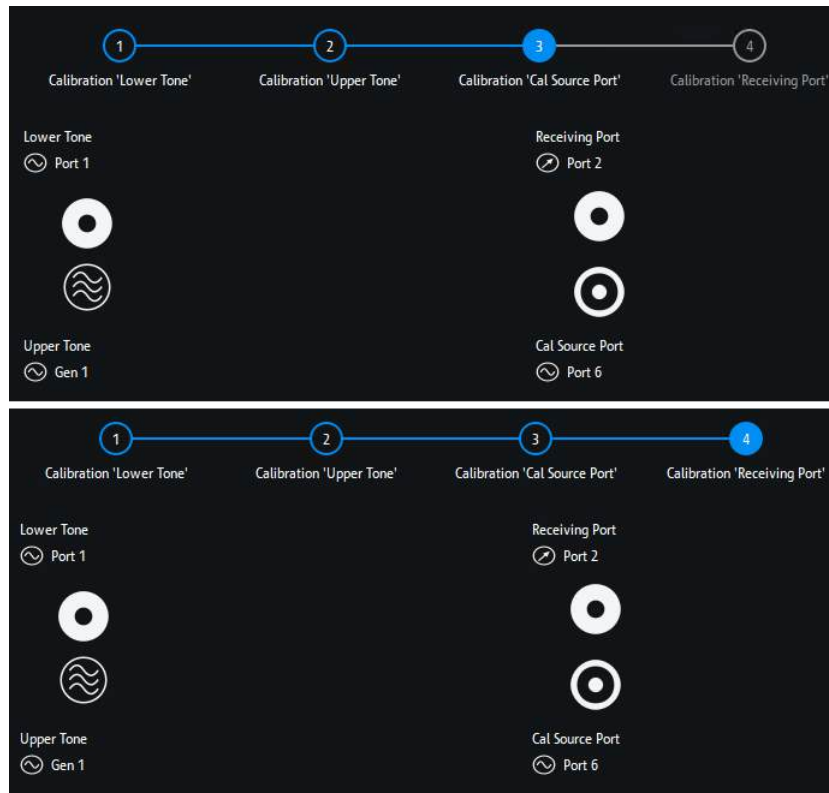 1 2 3 4
Calibration 'Lower Tone' Calibration 'Upper Tone' Calibration 'Cal Source Port' Calibration 'Receiving Port'
Lower Tone Receiving Port
Port 1 Port 2
Upper Tone Cal Source Port
Gen 1 Port 6
1 2 3 4
Calibration 'Lower Tone' Calibration 'Upper Tone' Calibration 'Cal Source Port' Calibration 'Receiving Port'
Lower Tone Receiving Port
Port 1 Port 2
Upper Tone Cal Source Port
Gen 1 Port 6